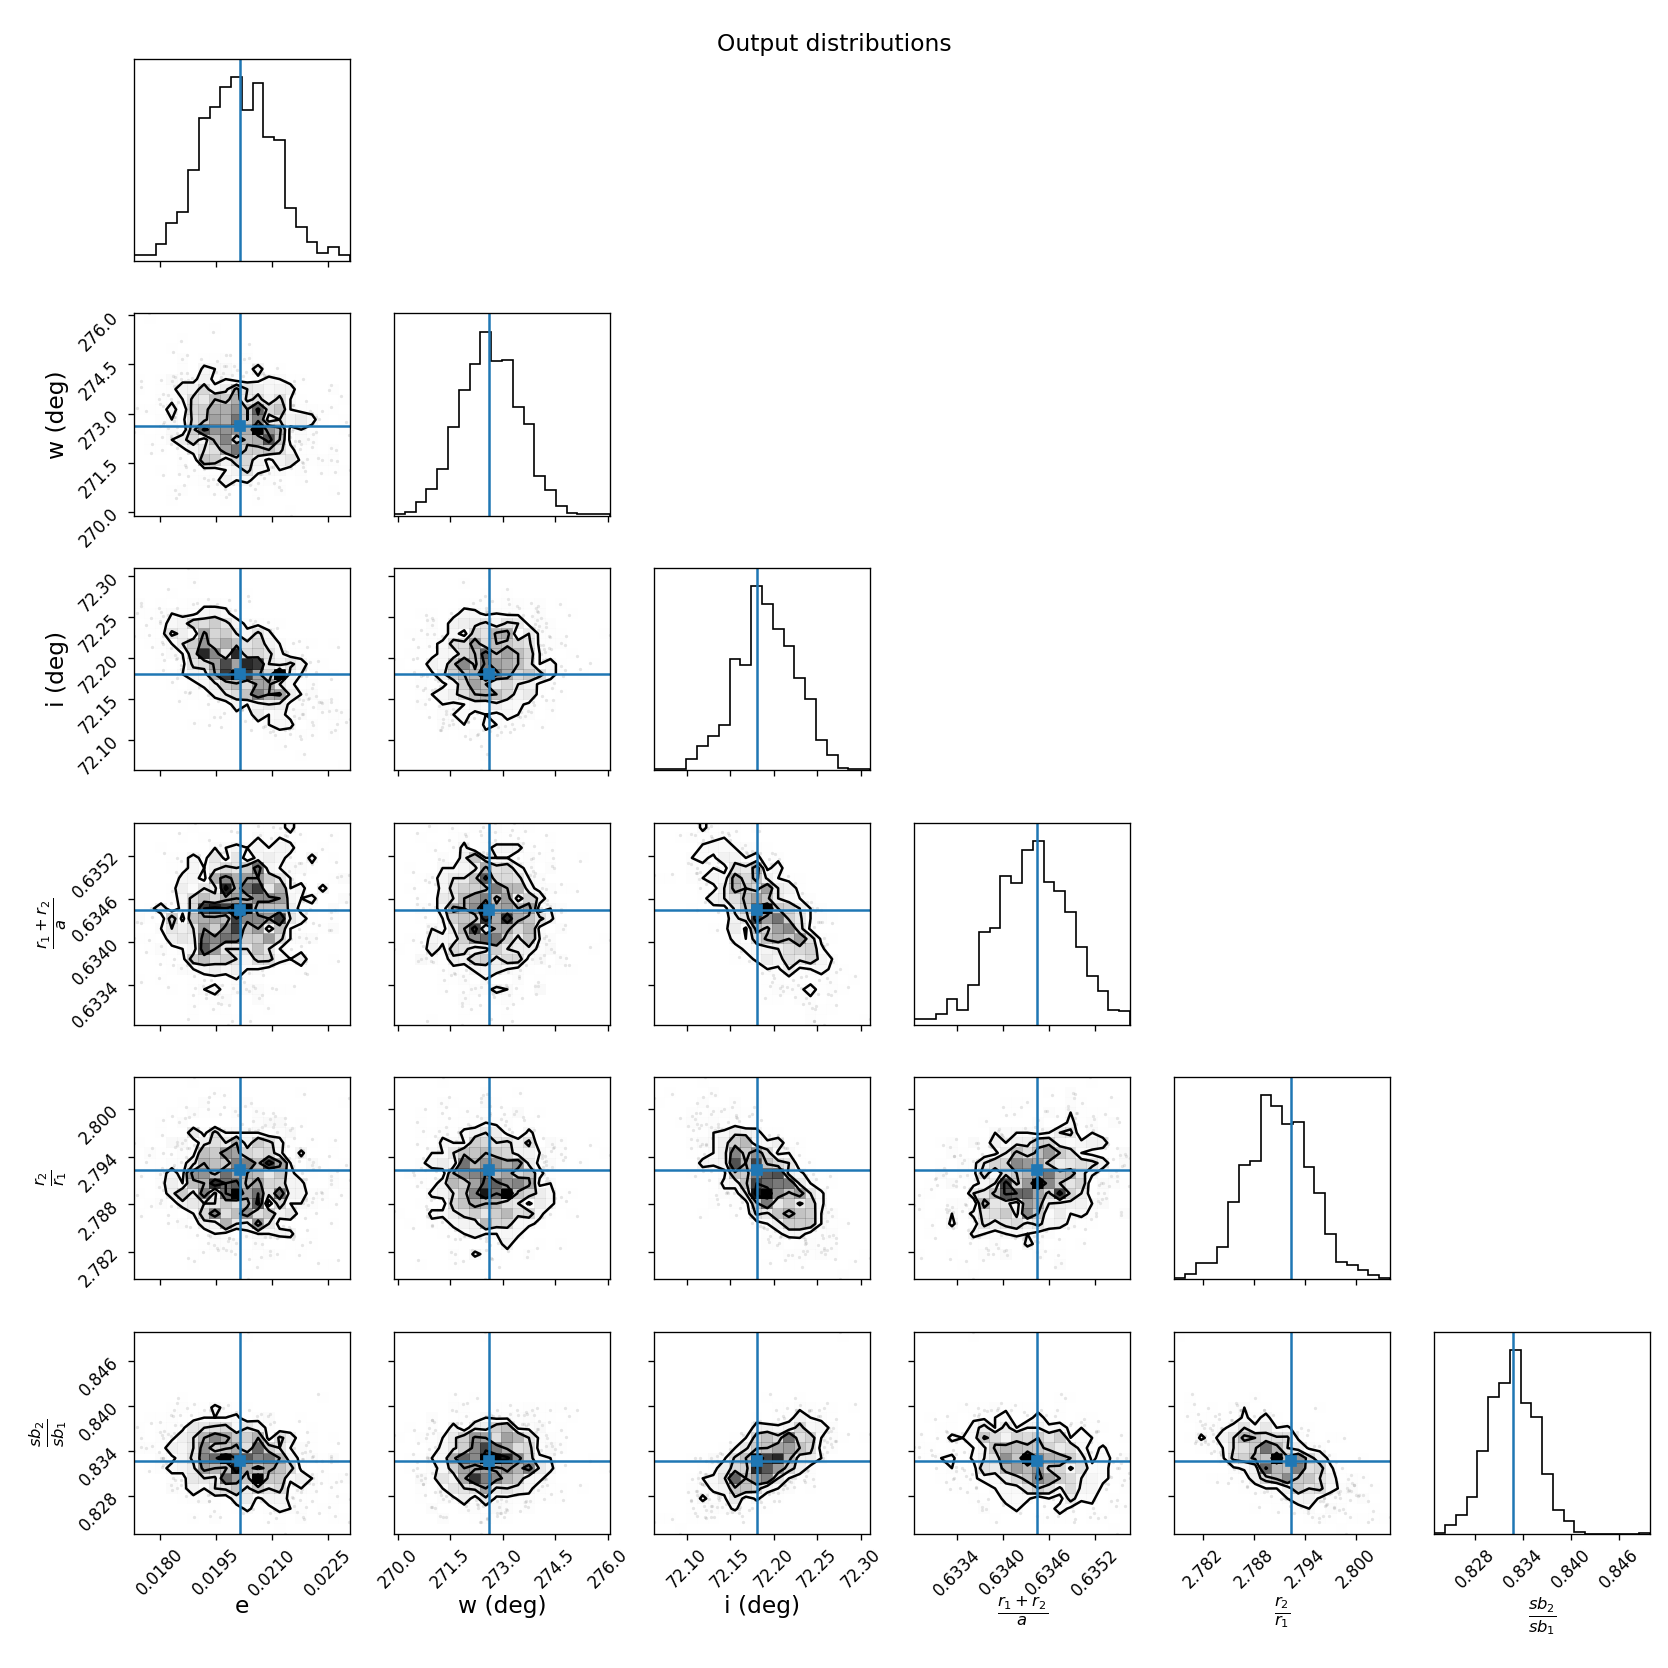 Output distributions
276.0
274.5
273.0
271.5
270.0
w (deg)
72.30
72.25
72.20
72.15
72.10
i (deg)
0.6352
0.6346
0.6340
0.6334
r₁ + r₂
a
2.800
2.794
2.788
2.782
r₂
r₁
0.846
0.840
0.834
0.828
sb₂
sb₁
0.0180 0.0195 0.0210 0.0225 270.0 271.5 273.0 274.5 276.0 72.10 72.15 72.20 72.25 72.30 0.6334 0.6340 0.6346 0.6352 2.782 2.788 2.794 2.800 0.828 0.834 0.840 0.846
e w (deg) i (deg) r₁ + r₂ r₂ sb₂
a r₁ sb₁